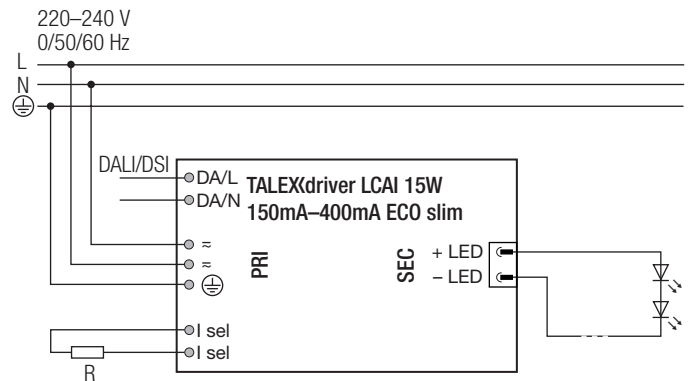 220–240 V
0/50/60 Hz
L
N
DALI/DSI
DA/L
DA/N
TALEXdriver LCAI 15W
150mA–400mA ECO slim
≂
≂
PRI
SEC
+ LED
– LED
I sel
I sel
R